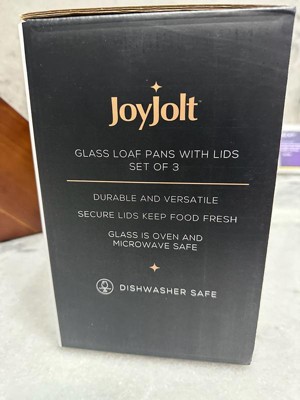 JoyJolt™
GLASS LOAF PANS WITH LIDS
SET OF 3
DURABLE AND VERSATILE
SECURE LIDS KEEP FOOD FRESH
GLASS IS OVEN AND
MICROWAVE SAFE
DISHWASHER SAFE